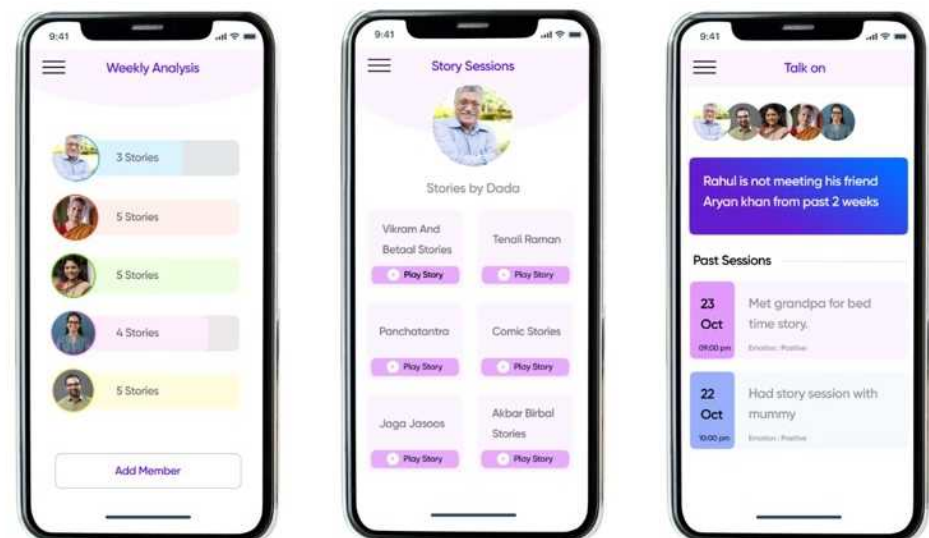 9:41
Weekly Analysis
3 Stories
5 Stories
5 Stories
4 Stories
5 Stories
Add Member
9:41
Story Sessions
Stories by Dada
Vikram And
Betaal Stories
Play Story
Tenali Raman
Play Story
Panchatantra
Play Story
Comic Stories
Play Story
Jaga Jasoos
Play Story
Akbar Birbal
Stories
Play Story
9:41
Talk on
Rahul is not meeting his friend
Aryan khan from past 2 weeks
Past Sessions
23
Oct
09:00 pm
Met grandpa for bed
time story.
Emotion : Positive
22
Oct
10:00 pm
Had story session with
mummy
Emotion : Positive